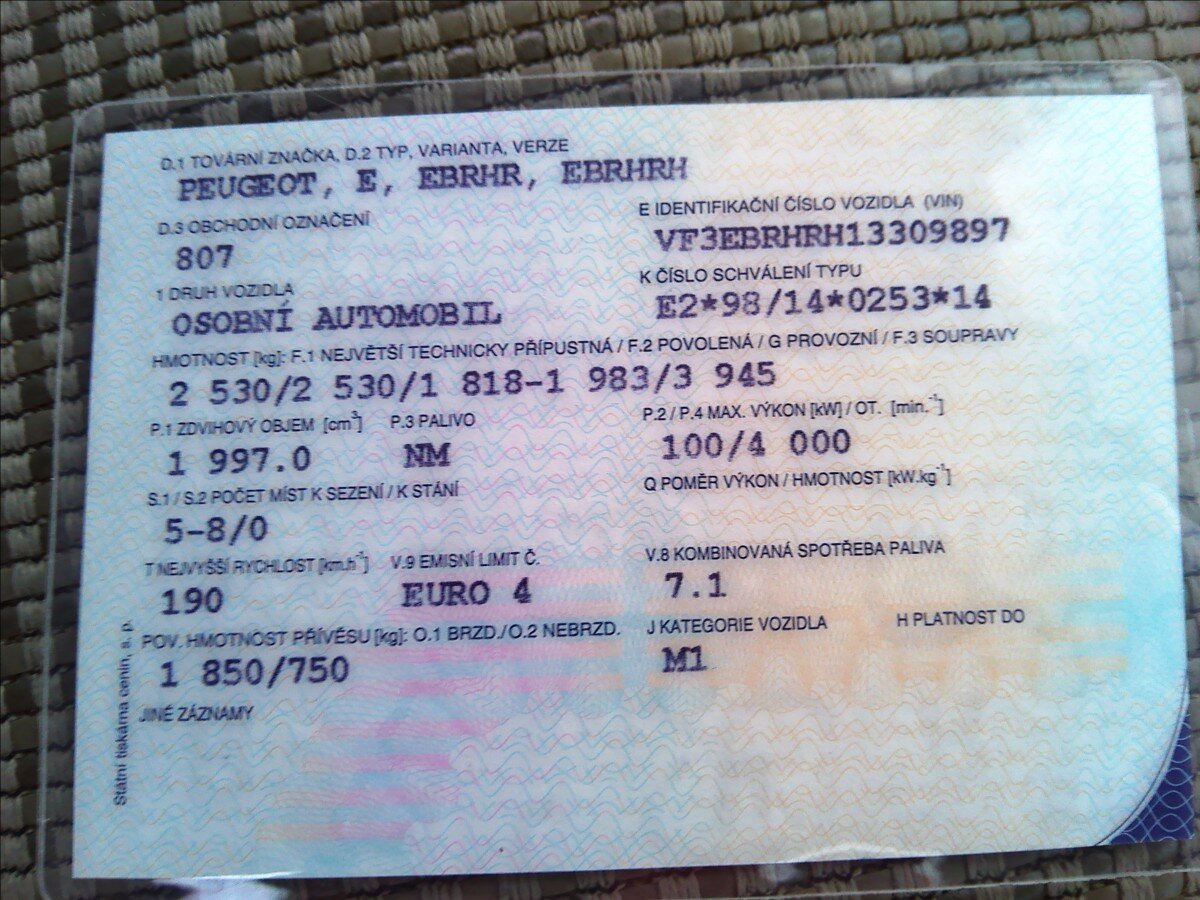 D.1 TOVÁRNÍ ZNAČKA, D.2 TYP, VARIANTA, VERZE
PEUGEOT, E, EBRHR, EBRHRH
D.3 OBCHODNÍ OZNAČENÍ
807
E IDENTIFIKAČNÍ ČÍSLO VOZIDLA (VIN)
VF3EBRHRH13309897
1 DRUH VOZIDLA
OSOBNÍ AUTOMOBIL
K ČÍSLO SCHVÁLENÍ TYPU
E2*98/14*0253*14
HMOTNOST [kg]: F.1 NEJVĚTŠÍ TECHNICKY PŘÍPUSTNÁ / F.2 POVOLENÁ / G PROVOZNÍ / F.3 SOUPRAVY
2 530/2 530/1 818-1 983/3 945
P.1 ZDVIHOVÝ OBJEM [cm³] P.3 PALIVO P.2 / P.4 MAX. VÝKON [kW] / OT. [min.⁻¹]
1 997.0 NM 100/4 000
S.1 / S.2 POČET MÍST K SEZENÍ / K STÁNÍ Q POMĚR VÝKON / HMOTNOST [kW.kg⁻¹]
5-8/0
T NEJVYŠŠÍ RYCHLOST [km.h⁻¹] V.9 EMISNÍ LIMIT Č. V.8 KOMBINOVANÁ SPOTŘEBA PALIVA
190 EURO 4 7.1
POV. HMOTNOST PŘÍVĚSU [kg]: O.1 BRZD./O.2 NEBRZD. J KATEGORIE VOZIDLA H PLATNOST DO
1 850/750 M1
JINÉ ZÁZNAMY
Státní tiskárna cenin, s. p.